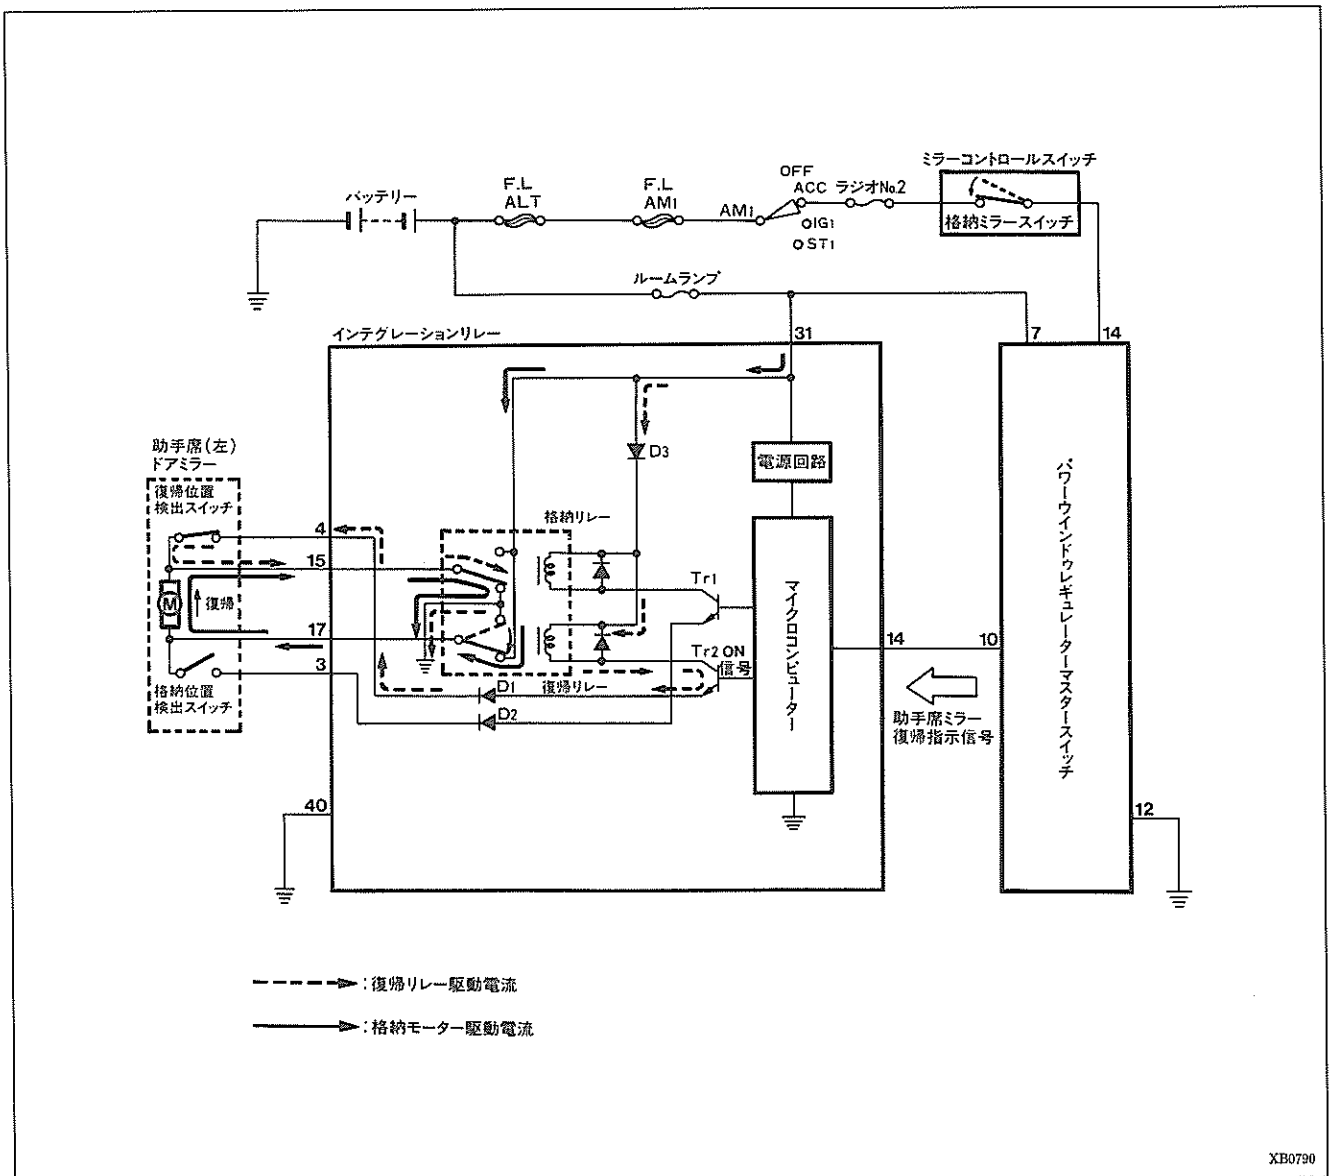 ミラーコントロールスイッチ
OFF
ACC
ラジオNo.2
F.L
ALT
F.L
AM1
バッテリー
AM1
IG1
ST1
格納ミラースイッチ
ルームランプ
インテグレーションリレー
31
7
14
助手席(左)
ドアミラー
復帰位置
検出スイッチ
D3
電源回路
パワーウインドゥレギュレーターマスタースイッチ
4
格納リレー
15
Tr1
マイクロコンピューター
M
復帰
17
14
10
3
Tr2
ON
信号
格納位置
検出スイッチ
D1
復帰リレー
D2
助手席ミラー
復帰指示信号
40
12
:復帰リレー駆動電流
:格納モーター駆動電流
XB0790